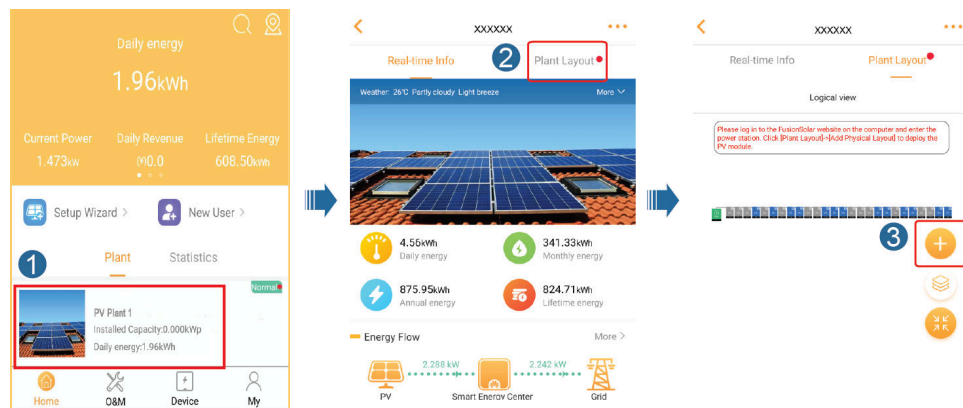 Daily energy
1.96kWh
Current Power
Daily Revenue
Lifetime Energy
1.473kW
(¥)0.0
608.50kWh
Setup Wizard >
New User >
1
Plant
Statistics
Normal
PV Plant 1
Installed Capacity:0.000kWp
Daily energy:1.96kWh
Home
O&M
Device
My
XXXXXX
2
Real-time Info
Plant Layout
Weather: 26°C Partly cloudy Light breeze
More
4.56kWh
Daily energy
341.33kWh
Monthly energy
875.95kWh
Annual energy
824.71kWh
Lifetime energy
Energy Flow
More >
2.288 kW
2.242 kW
PV
Smart Energy Center
Grid
XXXXXX
Real-time Info
Plant Layout
Logical view
Please log in to the FusionSolar website on the computer and enter the
power station. Click [Plant Layout]->[Add Physical Layout] to deploy the
PV module.
3